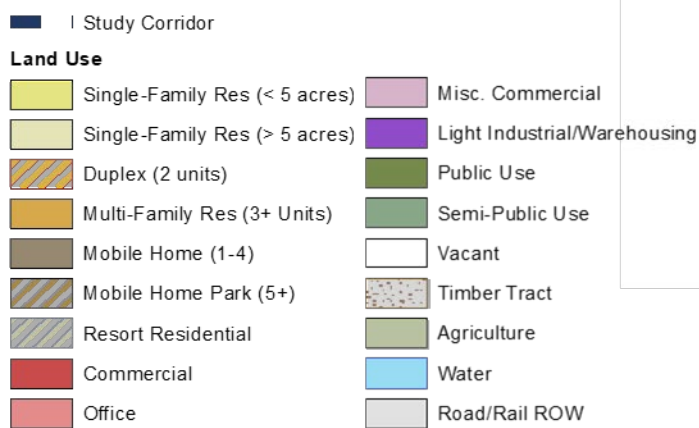 Study Corridor
Land Use
Single-Family Res (< 5 acres)
Single-Family Res (> 5 acres)
Duplex (2 units)
Multi-Family Res (3+ Units)
Mobile Home (1-4)
Mobile Home Park (5+)
Resort Residential
Commercial
Office
Misc. Commercial
Light Industrial/Warehousing
Public Use
Semi-Public Use
Vacant
Timber Tract
Agriculture
Water
Road/Rail ROW